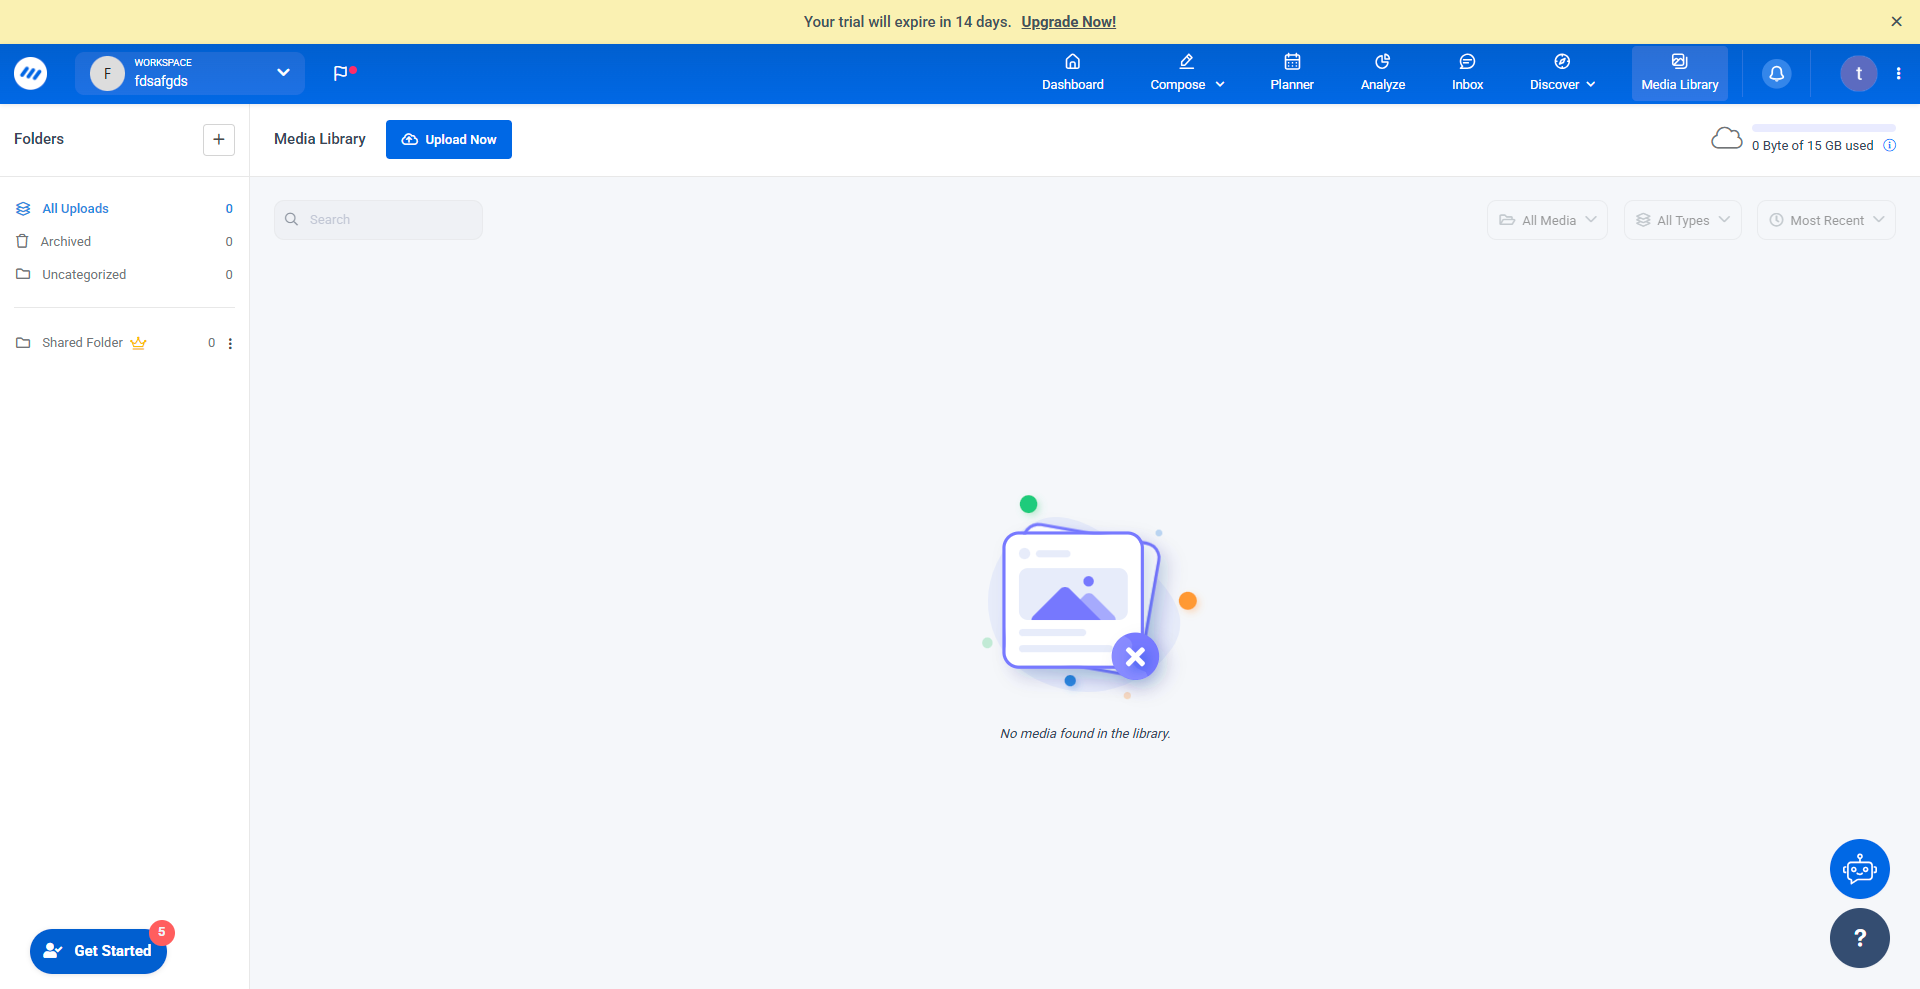 Your trial will expire in 14 days. Upgrade Now!
F
WORKSPACE
fdsafgds
Dashboard
Compose
Planner
Analyze
Inbox
Discover
Media Library
t
Folders
+
Media Library
Upload Now
0 Byte of 15 GB used
All Uploads 0
Archived 0
Uncategorized 0
Shared Folder 0
Search
All Media
All Types
Most Recent
No media found in the library.
Get Started
5
?